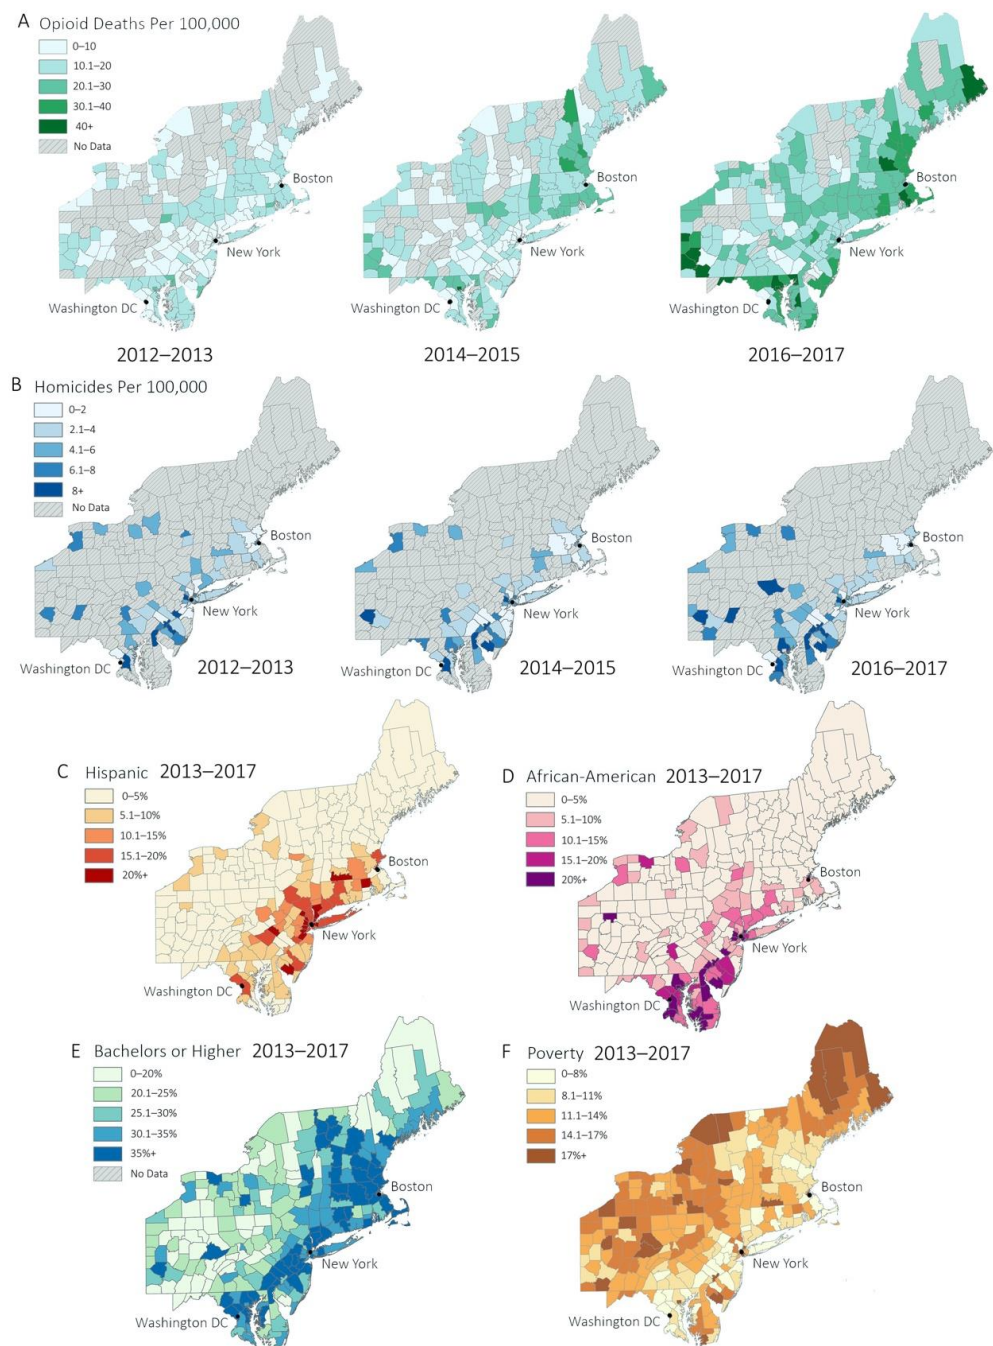 A Opioid Deaths Per 100,000
0–10
10.1–20
20.1–30
30.1–40
40+
No Data
Boston
New York
Washington DC
2012–2013
Boston
New York
Washington DC
2014–2015
Boston
New York
Washington DC
2016–2017
B Homicides Per 100,000
0–2
2.1–4
4.1–6
6.1–8
8+
No Data
Boston
New York
Washington DC
2012–2013
Boston
New York
Washington DC
2014–2015
Boston
New York
Washington DC
2016–2017
C Hispanic 2013–2017
0–5%
5.1–10%
10.1–15%
15.1–20%
20%+
Boston
New York
Washington DC
D African-American 2013–2017
0–5%
5.1–10%
10.1–15%
15.1–20%
20%+
Boston
New York
Washington DC
E Bachelors or Higher 2013–2017
0–20%
20.1–25%
25.1–30%
30.1–35%
35%+
No Data
Boston
New York
Washington DC
F Poverty 2013–2017
0–8%
8.1–11%
11.1–14%
14.1–17%
17%+
Boston
New York
Washington DC